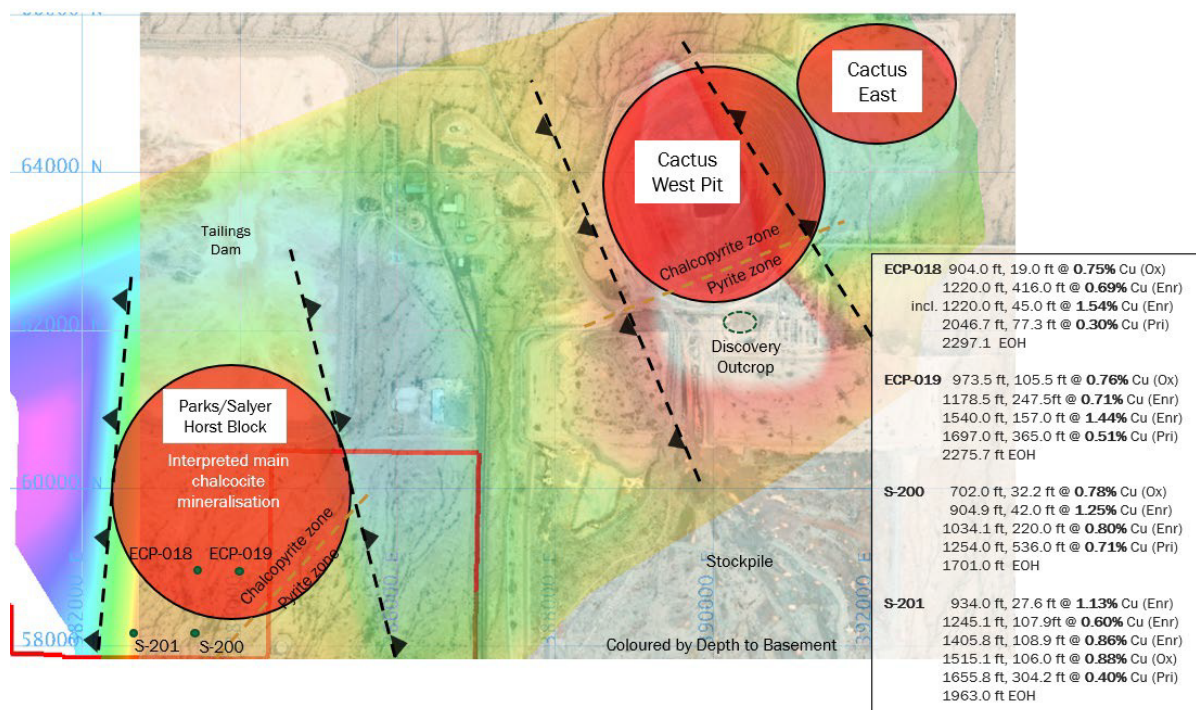 Cactus
East
Cactus
West Pit
64000 N
Tailings
Dam
Chalcopyrite zone
Pyrite zone
62000 N
Discovery
Outcrop
Parks/Salyer
Horst Block
Interpreted main
chalcocite
mineralisation
60000 N
ECP-018 ECP-019
Chalcopyrite zone
Pyrite zone
Stockpile
S-201 S-200
58000
Coloured by Depth to Basement
382000 E
390000 E
392000 E
ECP-018 904.0 ft, 19.0 ft @ 0.75% Cu (Ox)
1220.0 ft, 416.0 ft @ 0.69% Cu (Enr)
incl. 1220.0 ft, 45.0 ft @ 1.54% Cu (Enr)
2046.7 ft, 77.3 ft @ 0.30% Cu (Pri)
2297.1 EOH
ECP-019 973.5 ft, 105.5 ft @ 0.76% Cu (Ox)
1178.5 ft, 247.5ft @ 0.71% Cu (Enr)
1540.0 ft, 157.0 ft @ 1.44% Cu (Enr)
1697.0 ft, 365.0 ft @ 0.51% Cu (Pri)
2275.7 ft EOH
S-200 702.0 ft, 32.2 ft @ 0.78% Cu (Ox)
904.9 ft, 42.0 ft @ 1.25% Cu (Enr)
1034.1 ft, 220.0 ft @ 0.80% Cu (Enr)
1254.0 ft, 536.0 ft @ 0.71% Cu (Pri)
1701.0 ft EOH
S-201 934.0 ft, 27.6 ft @ 1.13% Cu (Enr)
1245.1 ft, 107.9ft @ 0.60% Cu (Enr)
1405.8 ft, 108.9 ft @ 0.86% Cu (Enr)
1515.1 ft, 106.0 ft @ 0.88% Cu (Ox)
1655.8 ft, 304.2 ft @ 0.40% Cu (Pri)
1963.0 ft EOH